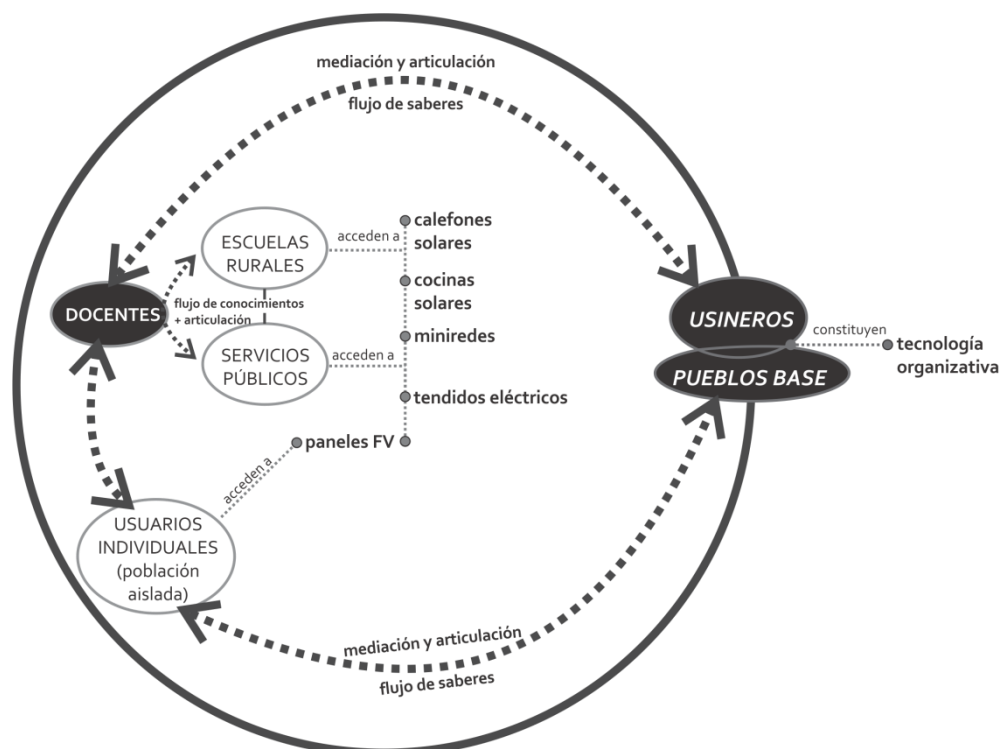 mediación y articulación
flujo de saberes
ESCUELAS
RURALES
acceden a
calefones
solares
cocinas
solares
DOCENTES
flujo de conocimientos
+ articulación
miniredes
SERVICIOS
PÚBLICOS
acceden a
tendidos eléctricos
paneles FV
acceden a
USUARIOS
INDIVIDUALES
(población
aislada)
USINEROS
PUEBLOS BASE
constituyen
tecnología
organizativa
mediación y articulación
flujo de saberes